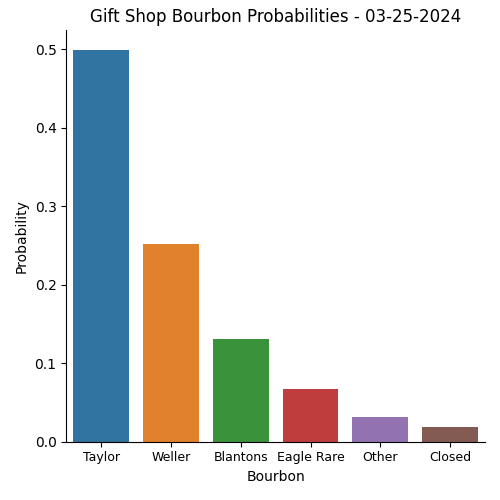 Gift Shop Bourbon Probabilities - 03-25-2024
0.5
0.4
0.3
0.2
0.1
0.0
Probability
Taylor Weller Blantons Eagle Rare Other Closed
Bourbon